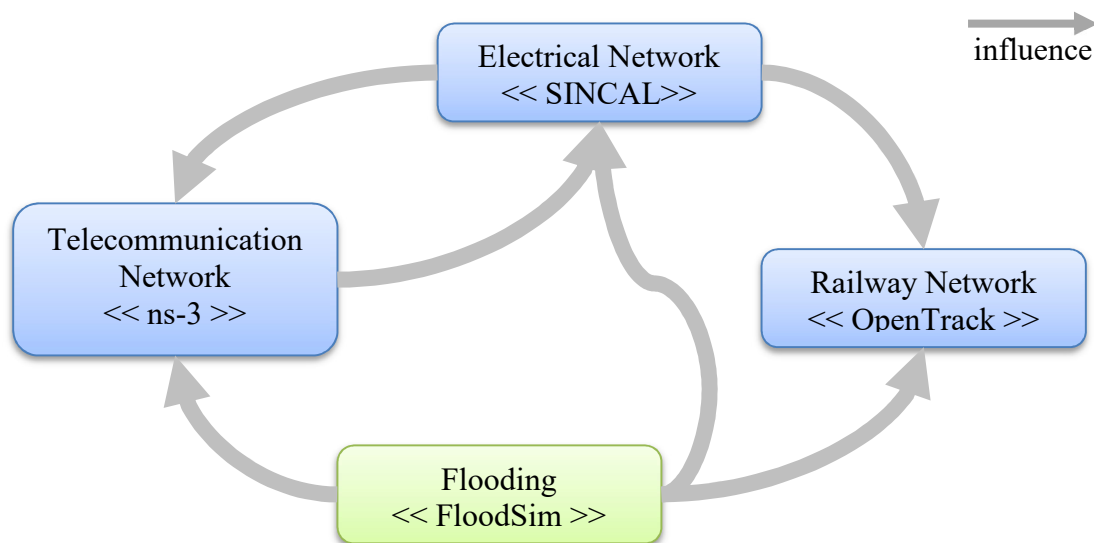 Electrical Network
<< SINCAL>>
influence
Telecommunication
Network
<< ns-3 >>
Railway Network
<< OpenTrack >>
Flooding
<< FloodSim >>